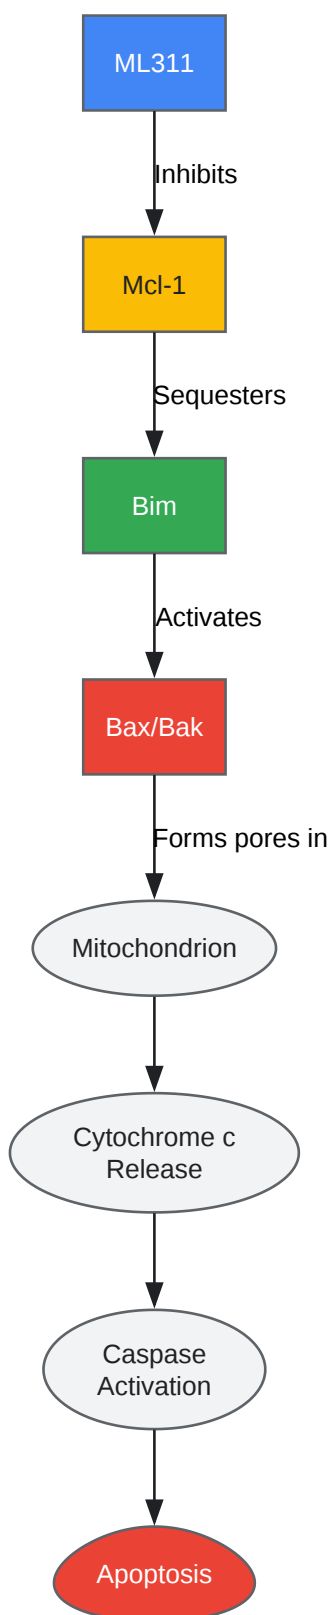 ML311
Inhibits
Mcl-1
Sequesters
Bim
Activates
Bax/Bak
Forms pores in
Mitochondrion
Cytochrome c
Release
Caspase
Activation
Apoptosis